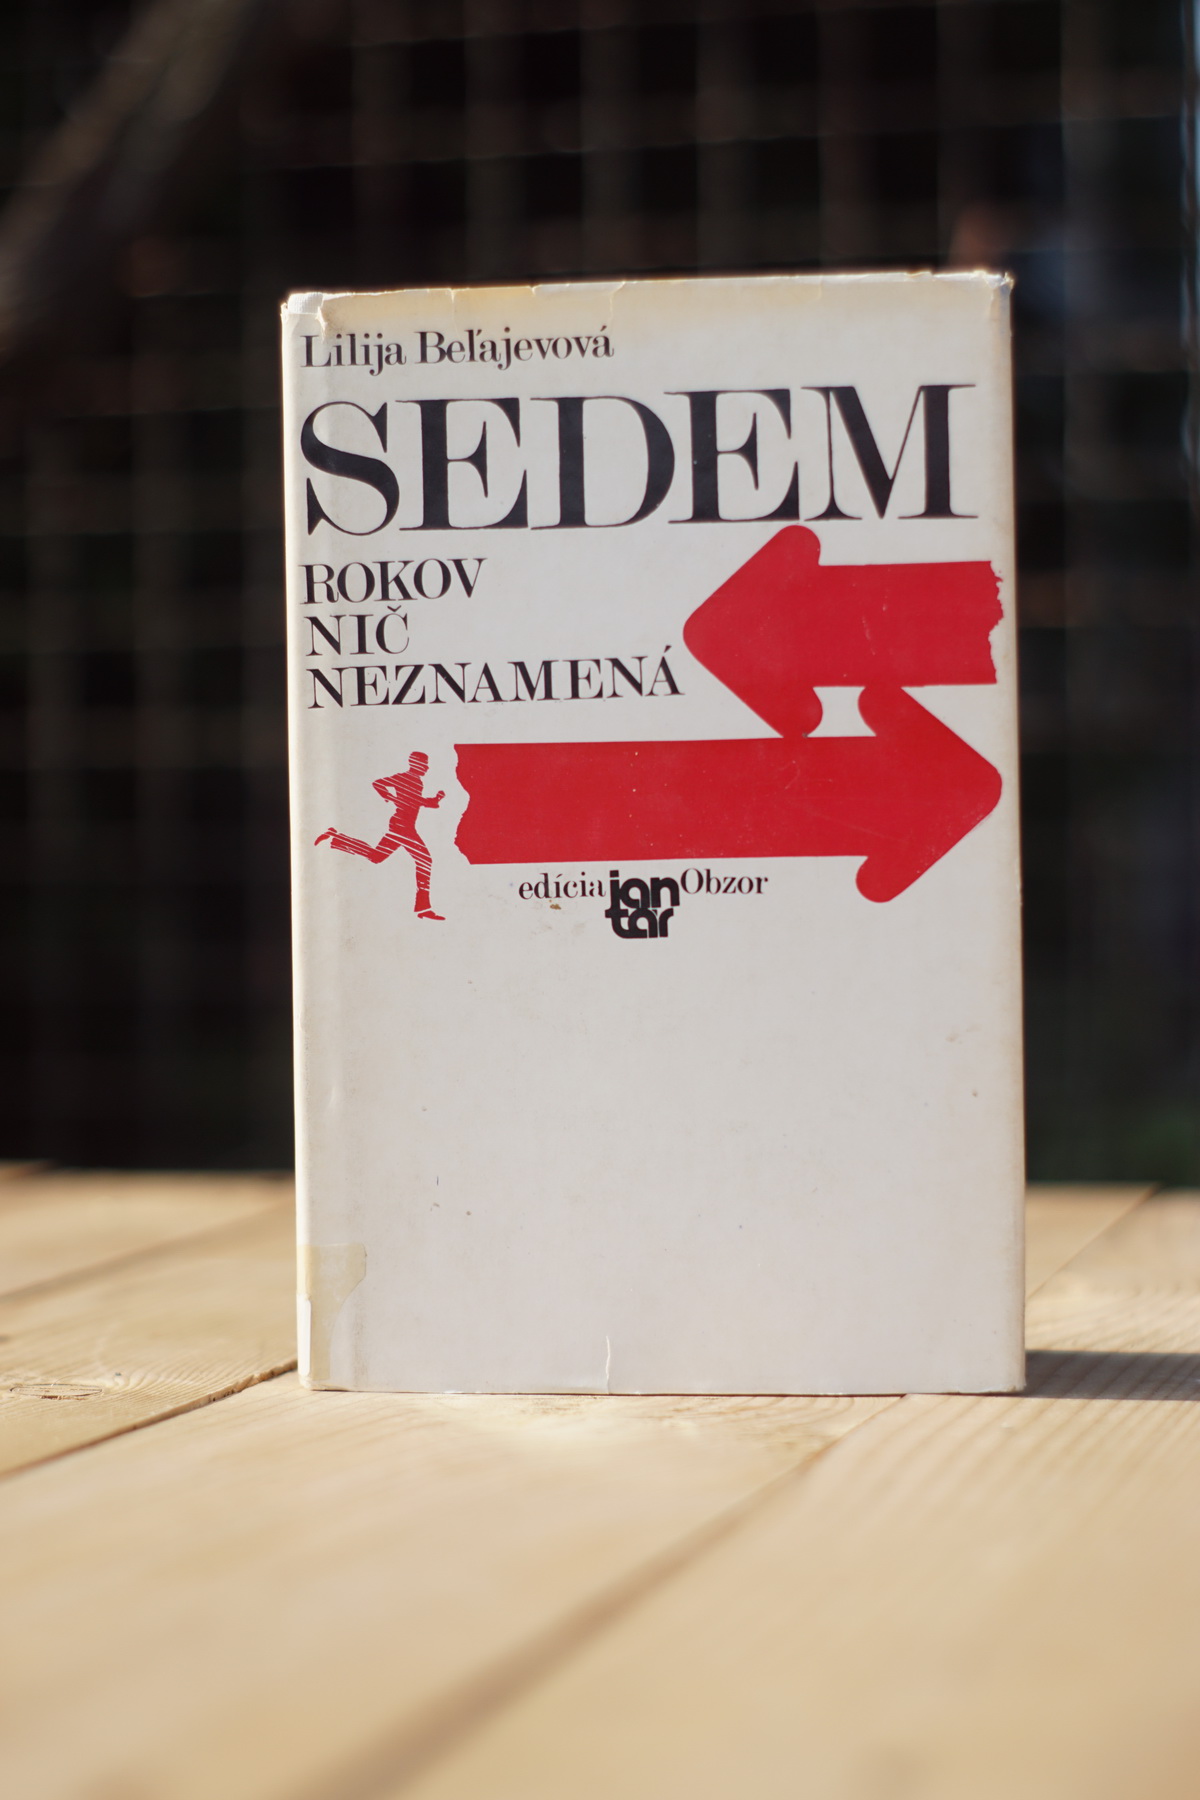 Lilija Beľajevová
SEDEM
ROKOV
NIČ
NEZNAMENÁ
edícia jantar Obzor